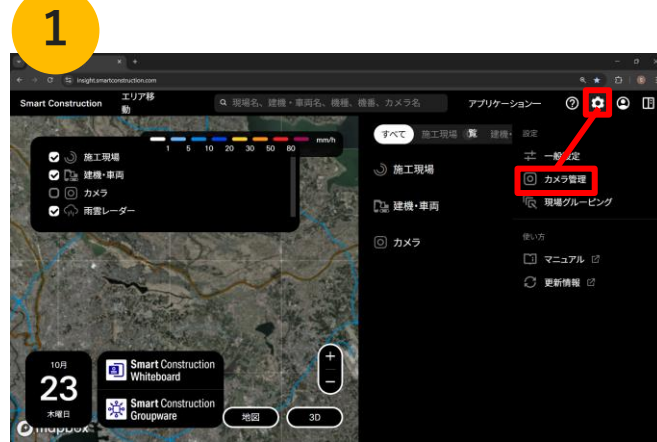 1
insight.smartconstruction.com
Smart Construction
エリア移
動
現場名、建機・車両名、機種、機番、カメラ名
アプリケーション一
mm/h
1 5 10 20 30 50 80
施工現場
建機・車両
カメラ
雨雲レーダー
すべて 施工現場 覧 建機・
施工現場
建機・車両
カメラ
設定
一般設定
カメラ管理
現場グルーピング
使い方
マニュアル
更新情報
10月
23
木曜日
Smart Construction
Whiteboard
Smart Construction
Groupware
+
−
地図
3D
mapbox